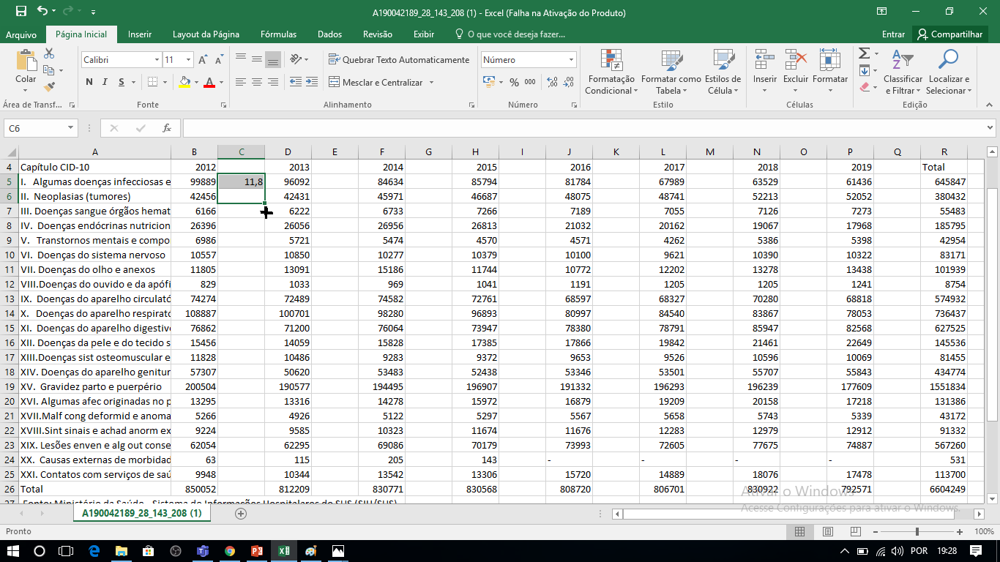 A190042189_28_143_208 (1) - Excel (Falha na Ativação do Produto)
Arquivo Página Inicial Inserir Layout da Página Fórmulas Dados Revisão Exibir O que você deseja fazer... Entrar Compartilhar
Colar Calibri 11 Quebrar Texto Automaticamente Número Formatação Condicional Formatar como Tabela Estilos de Célula Inserir Excluir Formatar Classificar e Filtrar Localizar e Selecionar
N I S Mesclar e Centralizar % 000
Área de Transf... Fonte Alinhamento Número Estilo Células Edição
C6 fx
A B C D E F G H I J K L M N O P Q R
4 Capítulo CID-10 2012 2013 2014 2015 2016 2017 2018 2019 Total
5 I. Algumas doenças infecciosas e 99889 11,8 96092 84634 85794 81784 67989 63529 61436 645847
6 II. Neoplasias (tumores) 42456 42431 45971 46687 48075 48741 52213 52052 380432
7 III. Doenças sangue órgãos hemat 6166 6222 6733 7266 7189 7055 7126 7273 55483
8 IV. Doenças endócrinas nutricion 26396 26056 26956 26813 21032 20162 19067 17968 185795
9 V. Transtornos mentais e compo 6986 5721 5474 4570 4571 4262 5386 5398 42954
10 VI. Doenças do sistema nervoso 10557 10850 10277 10379 10100 9621 10390 10322 83171
11 VII. Doenças do olho e anexos 11805 13091 15186 11744 10772 12202 13278 13438 101939
12 VIII.Doenças do ouvido e da apófi 829 1033 969 1041 1191 1205 1205 1241 8754
13 IX. Doenças do aparelho circulató 74274 72489 74582 72761 68597 68327 70280 68818 574932
14 X. Doenças do aparelho respirató 108887 100701 98280 96893 80997 84540 83867 78053 736437
15 XI. Doenças do aparelho digestivo 76862 71200 76064 73947 78380 78791 85947 82568 627525
16 XII. Doenças da pele e do tecido s 15456 14059 15828 17385 17866 19842 21461 22649 145536
17 XIII.Doenças sist osteomuscular e 11828 10486 9283 9372 9653 9526 10596 10069 81455
18 XIV. Doenças do aparelho genitur 57307 50620 53483 52438 53346 53501 55707 55843 434774
19 XV. Gravidez parto e puerpério 200504 190577 194495 196907 191332 196293 196239 177609 1551834
20 XVI. Algumas afec originadas no p 13295 13316 14278 15972 16879 19209 20158 17218 131386
21 XVII.Malf cong deformid e anoma 5266 4926 5122 5297 5567 5658 5743 5339 43172
22 XVIII.Sint sinais e achad anorm ex 9224 9585 10323 11674 11676 12283 12979 12912 91332
23 XIX. Lesões enven e alg out conse 62054 62295 69086 70179 73993 72605 77675 74887 567260
24 XX. Causas externas de morbidad 63 115 205 143 - - - - 531
25 XXI. Contatos com serviços de saú 9948 10344 13542 13306 15720 14889 18076 17478 113700
26 Total 850052 812209 830771 830568 808720 806701 830922 792571 6604249
27 Fonte: Ministério da Saúde - Sistema de Informações Hospitalares do SUS (SIH/SUS)
Ativar o Windows
Acesse Configurações para ativar o Windows.
A190042189_28_143_208 (1)
Pronto 100%
POR 19:28